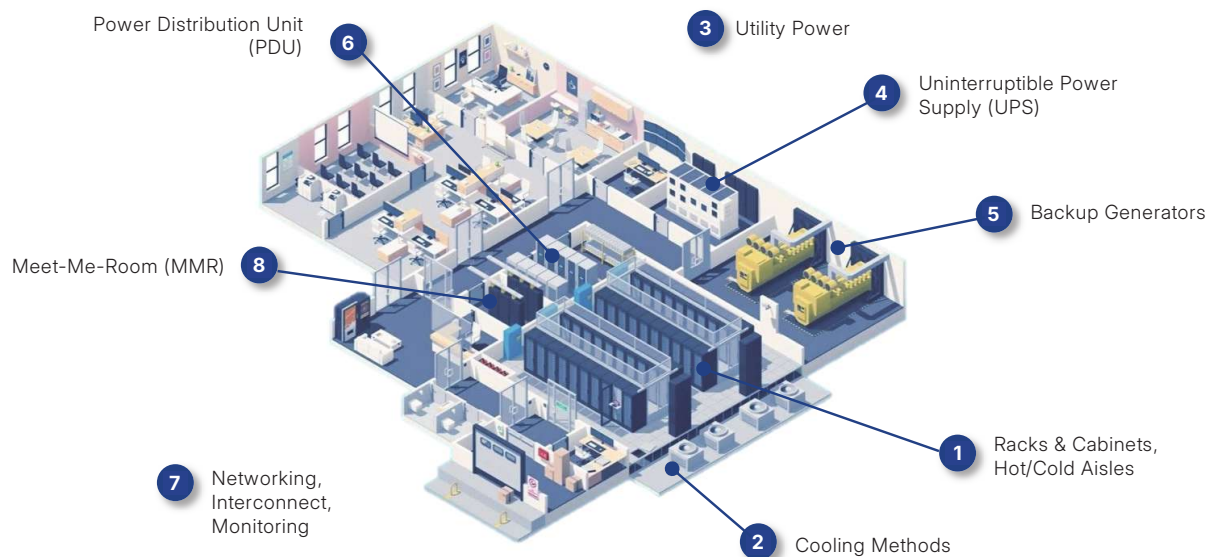 Power Distribution Unit
(PDU)
6
3
Utility Power
4
Uninterruptible Power
Supply (UPS)
5
Backup Generators
Meet-Me-Room (MMR)
8
1
Racks & Cabinets,
Hot/Cold Aisles
7
Networking,
Interconnect,
Monitoring
2
Cooling Methods